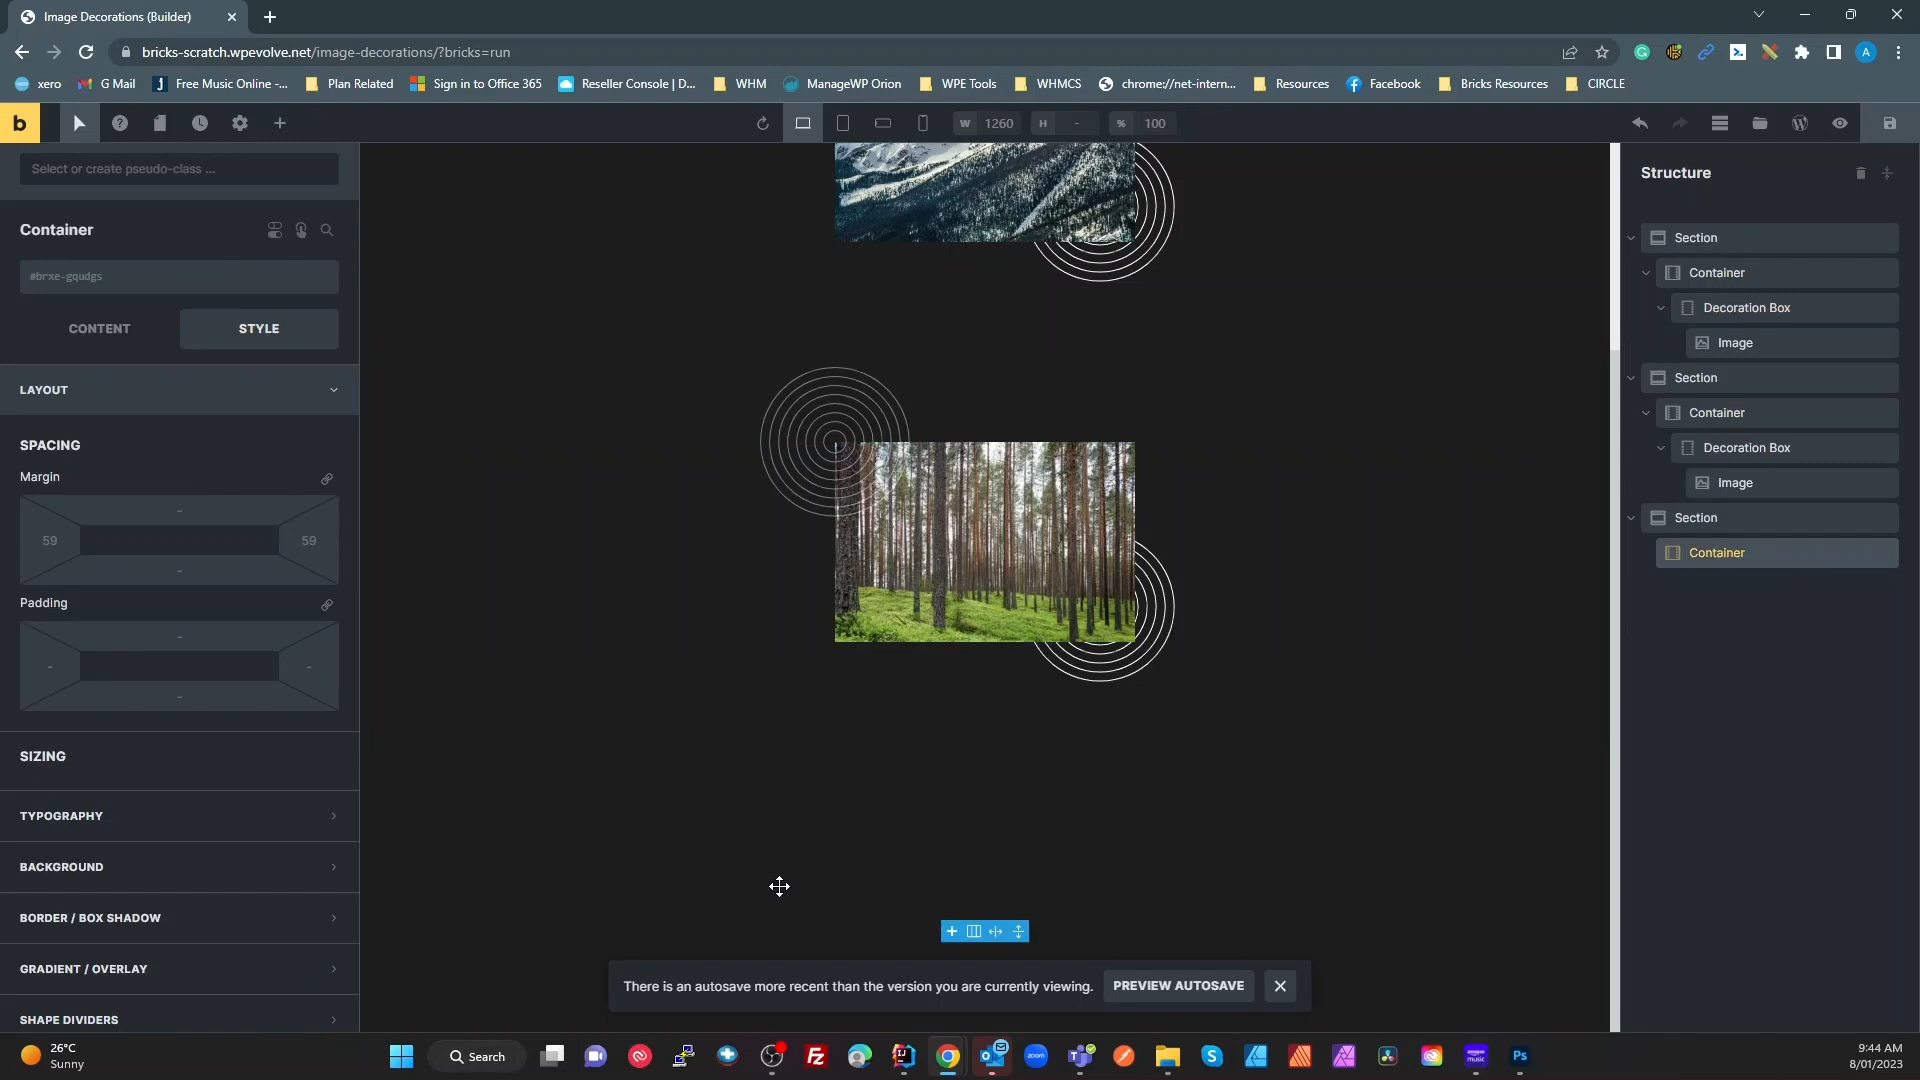 Image Decorations (Builder)
bricks-scratch.wpevolve.net/image-decorations/?bricks=run
A
xero
G Mail
Free Music Online -...
Plan Related
Sign in to Office 365
Reseller Console | D...
WHM
ManageWP Orion
WPE Tools
WHMCS
chrome://net-intern...
Resources
Facebook
Bricks Resources
CIRCLE
b
W 1260
H -
% 100
Select or create pseudo-class ...
Container
#brxe-gqudgs
CONTENT
STYLE
LAYOUT
SPACING
Margin
-
59
59
-
Padding
-
-
-
-
SIZING
TYPOGRAPHY
BACKGROUND
BORDER / BOX SHADOW
GRADIENT / OVERLAY
SHAPE DIVIDERS
There is an autosave more recent than the version you are currently viewing.
PREVIEW AUTOSAVE
Structure
Section
Container
Decoration Box
Image
Section
Container
Decoration Box
Image
Section
Container
26°C
Sunny
Search
Fz
zoom
Ps
9:44 AM
8/01/2023